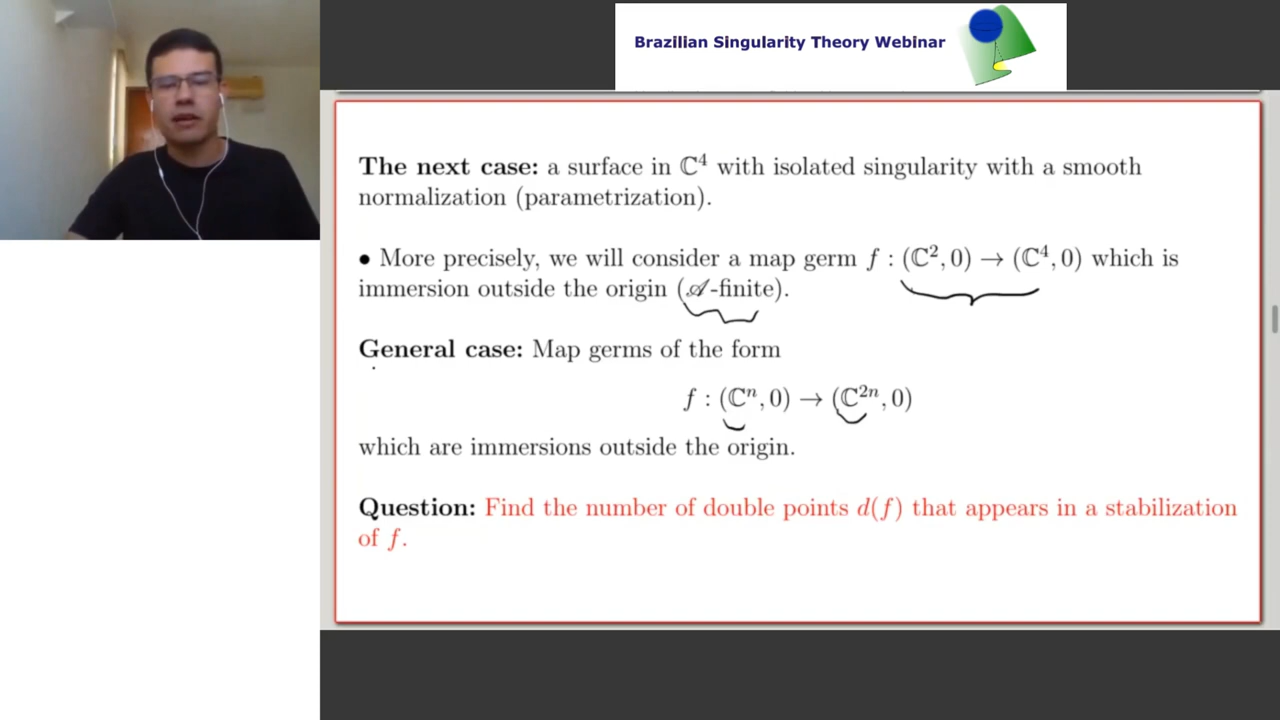 Brazilian Singularity Theory Webinar
The next case: a surface in ℂ⁴ with isolated singularity with a smooth
normalization (parametrization).
• More precisely, we will consider a map germ f : (ℂ², 0) → (ℂ⁴, 0) which is
immersion outside the origin (𝒜-finite).
General case: Map germs of the form
f : (ℂⁿ, 0) → (ℂ²ⁿ, 0)
which are immersions outside the origin.
Question: Find the number of double points d(f) that appears in a stabilization
of f.